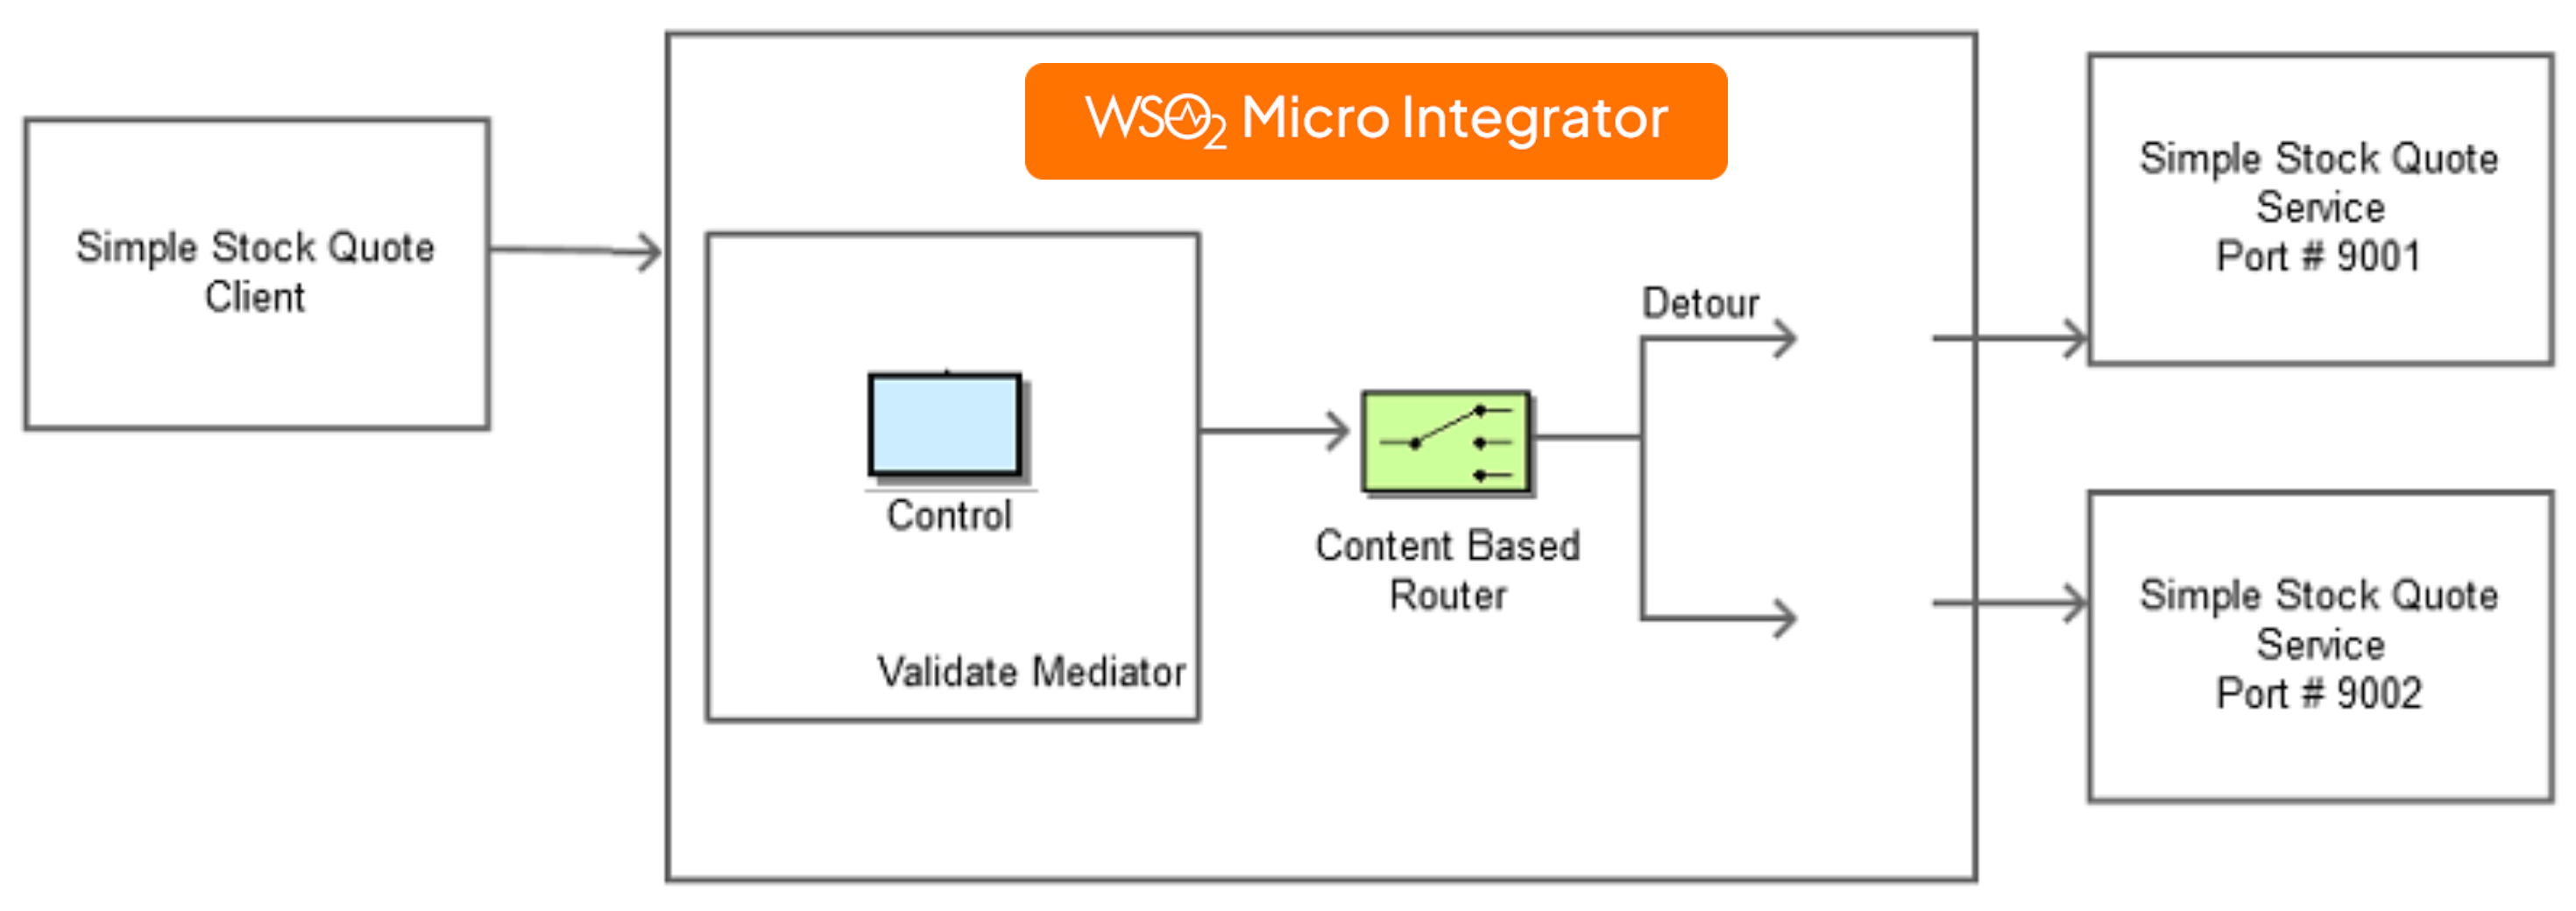 WSO2 Micro Integrator
Simple Stock Quote
Client
Control
Validate Mediator
Content Based
Router
Detour
Simple Stock Quote
Service
Port # 9001
Simple Stock Quote
Service
Port # 9002